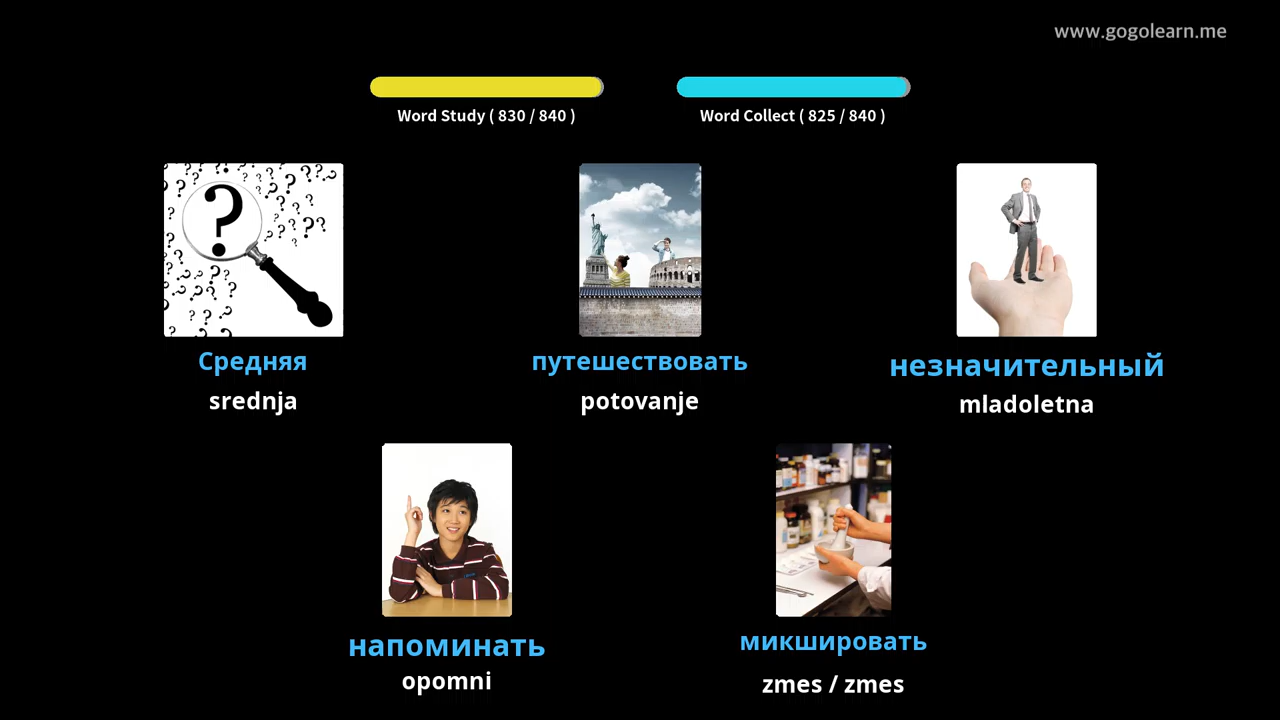 www.gogolearn.me
Word Study ( 830 / 840 )
Word Collect ( 825 / 840 )
Средняя
srednja
путешествовать
potovanje
незначительный
mladoletna
напоминать
opomni
микшировать
zmes / zmes